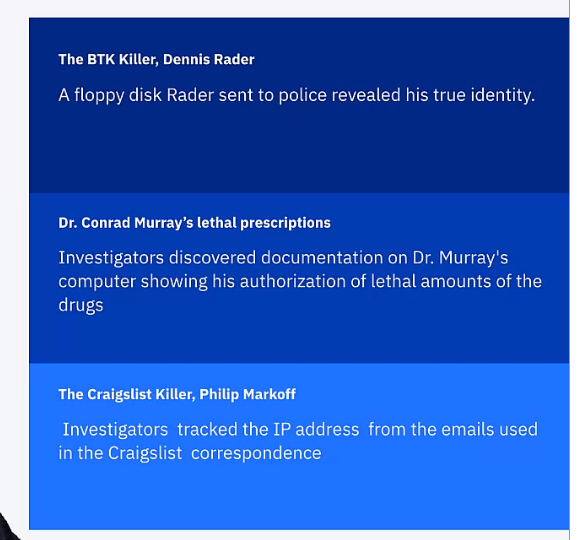 The BTK Killer, Dennis Rader
A floppy disk Rader sent to police revealed his true identity.
Dr. Conrad Murray’s lethal prescriptions
Investigators discovered documentation on Dr. Murray's
computer showing his authorization of lethal amounts of the
drugs
The Craigslist Killer, Philip Markoff
Investigators tracked the IP address from the emails used
in the Craigslist correspondence